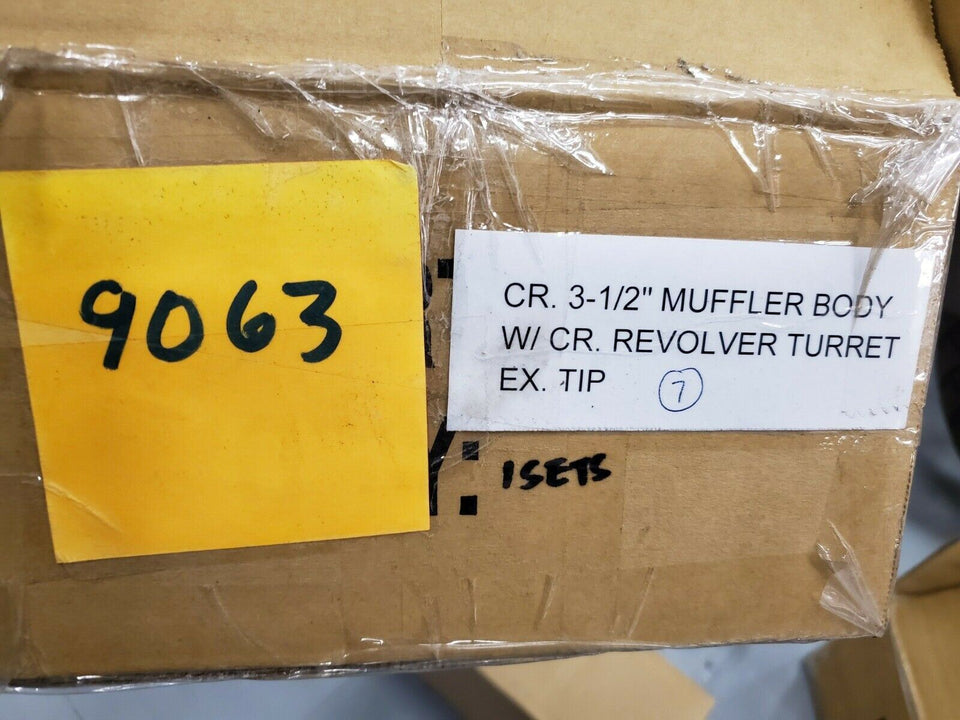 9063
CR. 3-1/2" MUFFLER BODY
W/ CR. REVOLVER TURRET
EX. TIP 7
1SETS